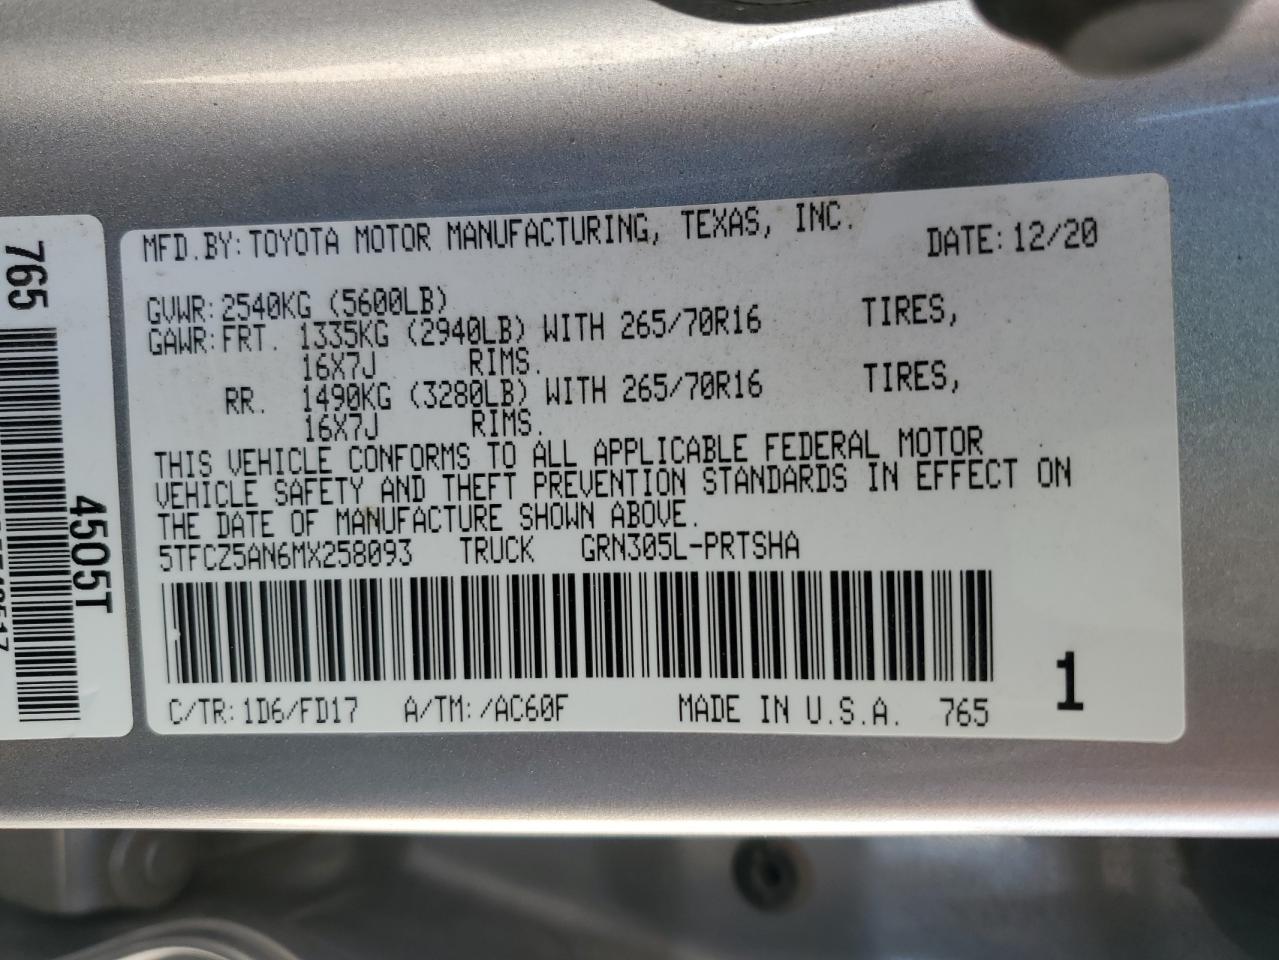 MFD.BY:TOYOTA MOTOR MANUFACTURING, TEXAS, INC. DATE:12/20
GVWR:2540KG (5600LB)
GAWR:FRT. 1335KG (2940LB) WITH 265/70R16 TIRES,
16X7J RIMS.
RR. 1490KG (3280LB) WITH 265/70R16 TIRES,
16X7J RIMS.
THIS VEHICLE CONFORMS TO ALL APPLICABLE FEDERAL MOTOR
VEHICLE SAFETY AND THEFT PREVENTION STANDARDS IN EFFECT ON
THE DATE OF MANUFACTURE SHOWN ABOVE.
5TFCZ5AN6MX258093 TRUCK GRN305L-PRTSHA
C/TR:1D6/FD17 A/TM:/AC60F MADE IN U.S.A. 765 1
765
4505T